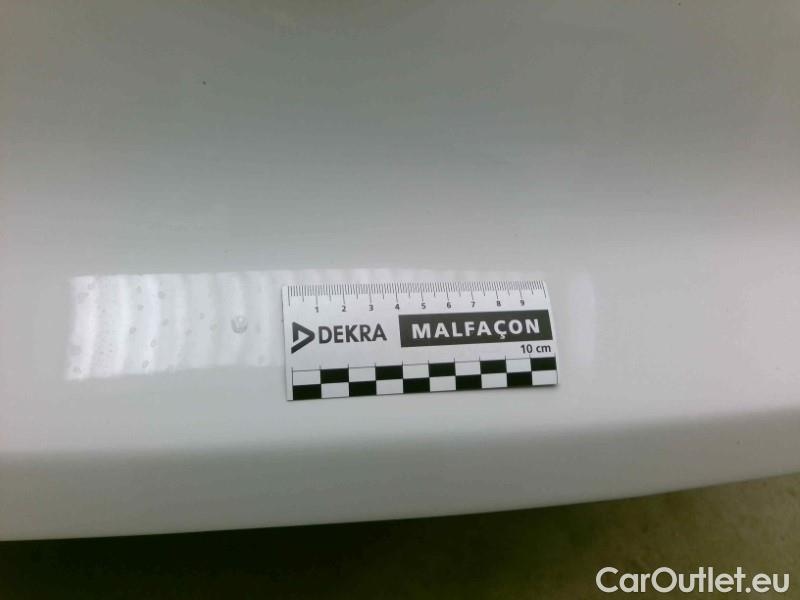 1 2 3 4 5 6 7 8 9
DEKRA MALFAÇON
10 cm
CarOutlet.eu